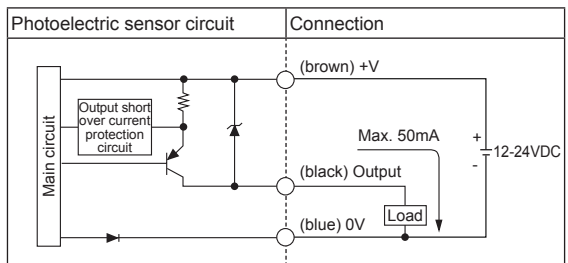 Photoelectric sensor circuit
Connection
(brown) +V
Output short
over current
protection
circuit
Main circuit
Max. 50mA
+
12-24VDC
-
(black) Output
Load
(blue) 0V